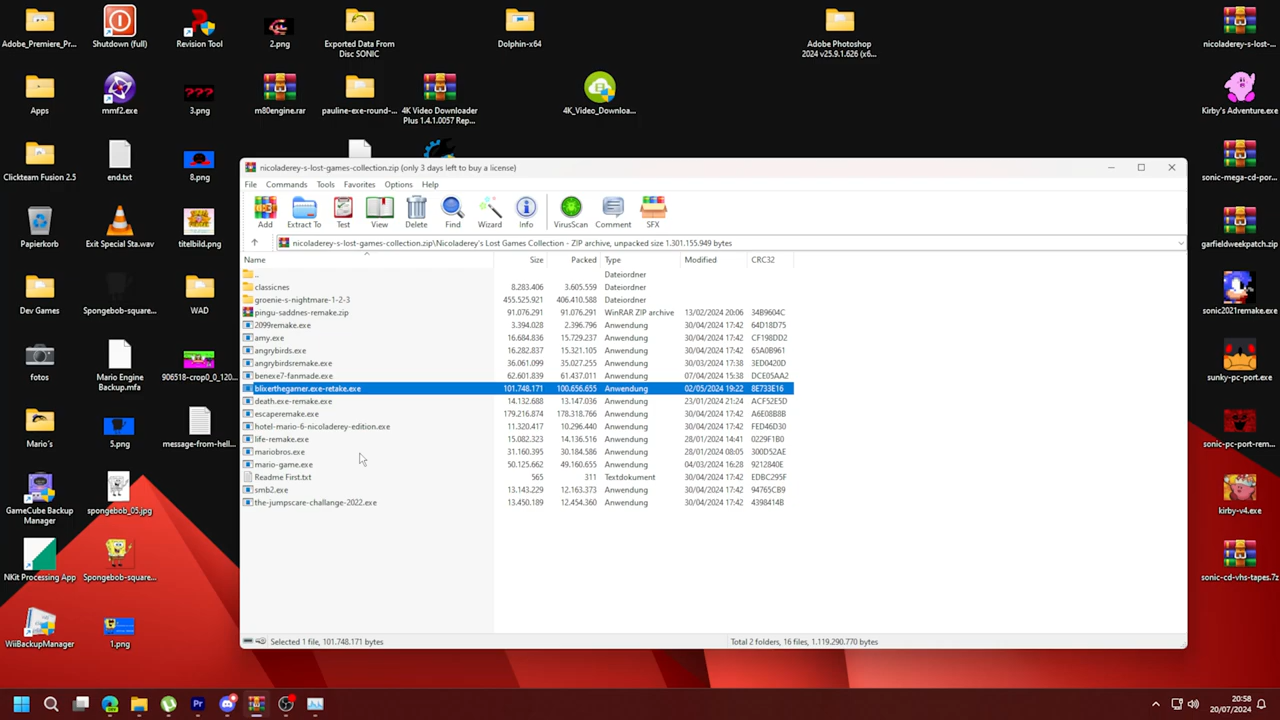 Adobe_Premiere_Pr...
Shutdown (full)
Revision Tool
2.png
Exported Data From
Disc SONIC
Dolphin-x64
Adobe Photoshop
2024 v25.9.1.626 (x6...
nicoladerey-s-lost-...
Apps
mmf2.exe
???
3.png
m80engine.rar
pauline-exe-round-...
4K Video Downloader
Plus 1.4.1.0057 Rep...
4K_Video_Downloa...
Kirby's Adventure.exe
Clickteam Fusion 2.5
end.txt
8.png
sonic-mega-cd-por...
Papierkorb
Exit Special Sta.wav
titelbild.png
garfieldweekpatch.zip
Dev Games
Spongebob-square...
WAD
sonic2021remake.exe
fotos
Mario Engine
Backup.mfa
906518-crop0_0_120...
sunky-pc-port.exe
Mario's
5.png
message-from-hell...
sonic-pc-port-rem...
GameCube Backup
Manager
spongebob_05.jpg
kirby-v4.exe
NKit Processing App
Spongebob-square...
sonic-cd-vhs-tapes.7z
WiiBackupManager
1.png
nicoladerey-s-lost-games-collection.zip (only 3 days left to buy a license)
File Commands Tools Favorites Options Help
Add Extract To Test View Delete Find Wizard Info VirusScan Comment SFX
nicoladerey-s-lost-games-collection.zip\Nicoladerey's Lost Games Collection - ZIP archive, unpacked size 1.301.155.949 bytes
Name Size Packed Type Modified CRC32
.. Dateiordner
classicnes 8.283.406 3.605.559 Dateiordner
groenie-s-nightmare-1-2-3 455.525.921 406.410.588 Dateiordner
pingu-saddnes-remake.zip 91.076.291 91.076.291 WinRAR ZIP archive 13/02/2024 20:06 34B9604C
2099remake.exe 3.394.028 2.396.796 Anwendung 30/04/2024 17:42 64D18D75
amy.exe 16.684.836 15.729.237 Anwendung 30/04/2024 17:42 CF198DD2
angrybirds.exe 16.282.837 15.321.105 Anwendung 30/04/2024 17:42 65A0B961
angrybirdsremake.exe 36.061.099 35.027.255 Anwendung 30/03/2024 17:38 3ED0420D
benexe7-fanmade.exe 62.601.839 61.437.011 Anwendung 07/04/2024 15:38 DCE05AA2
blixerthegamer.exe-retake.exe 101.748.171 100.656.655 Anwendung 02/05/2024 19:22 8E733E16
death.exe-remake.exe 14.132.688 13.147.036 Anwendung 23/01/2024 21:24 ACF52E5D
escaperemake.exe 179.216.874 178.318.766 Anwendung 30/04/2024 17:42 A6E08B8B
hotel-mario-6-nicoladerey-edition.exe 11.320.417 10.296.440 Anwendung 30/04/2024 17:42 FED46D30
life-remake.exe 15.082.323 14.136.516 Anwendung 28/01/2024 14:41 0229F1B0
mariobros.exe 31.160.395 30.184.586 Anwendung 28/01/2024 08:05 300D52AE
mario-game.exe 50.125.662 49.160.655 Anwendung 04/03/2024 16:28 9212840E
Readme First.txt 565 311 Textdokument 30/04/2024 17:42 EDBC295F
smb2.exe 13.143.229 12.163.373 Anwendung 30/04/2024 17:42 94765CB9
the-jumpscare-challange-2022.exe 13.450.189 12.454.360 Anwendung 30/04/2024 17:42 4398414B
Selected 1 file, 101.748.171 bytes
Total 2 folders, 16 files, 1.119.290.770 bytes
20:58
20/07/2024